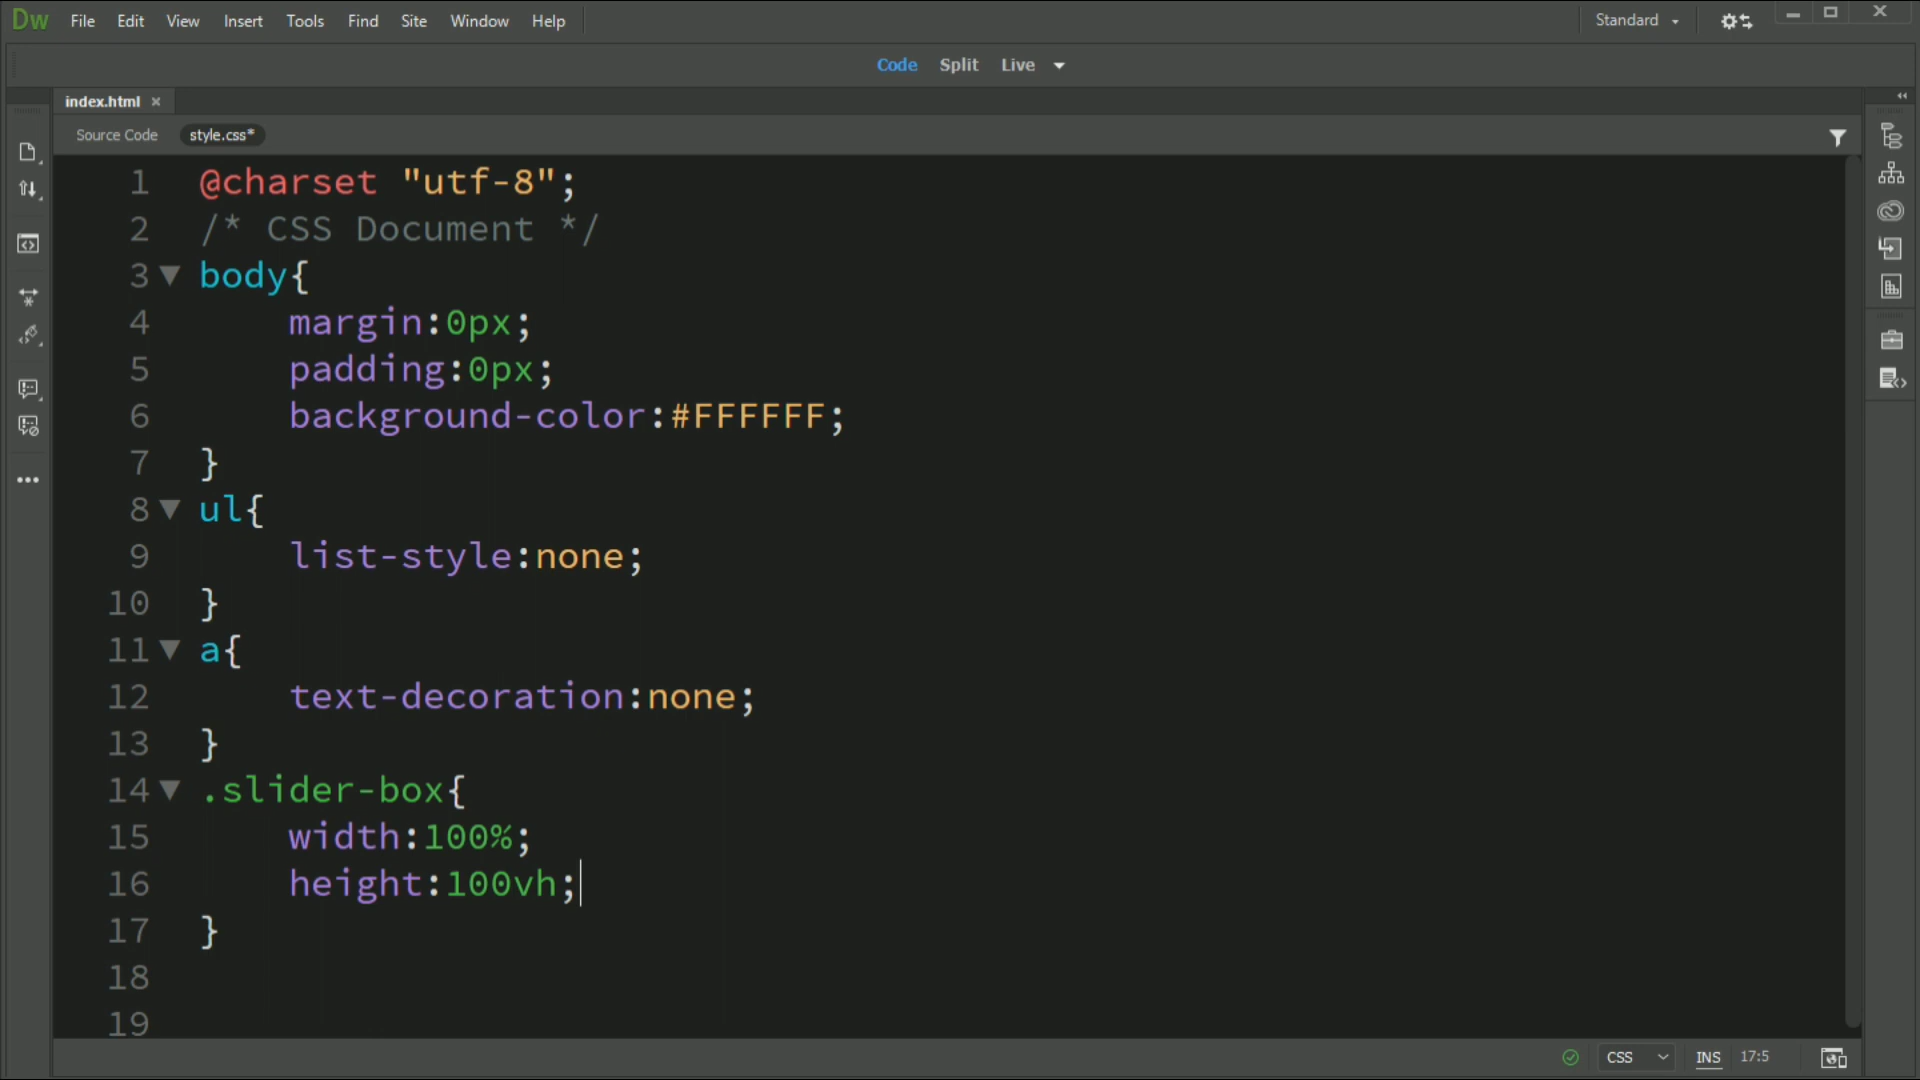 Dw File Edit View Insert Tools Find Site Window Help Standard
Code Split Live
index.html ×
Source Code style.css*
1 @charset "utf-8";
2 /* CSS Document */
3 body{
4 margin:0px;
5 padding:0px;
6 background-color:#FFFFFF;
7 }
8 ul{
9 list-style:none;
10 }
11 a{
12 text-decoration:none;
13 }
14 .slider-box{
15 width:100%;
16 height:100vh;
17 }
18
19
CSS INS 17:5